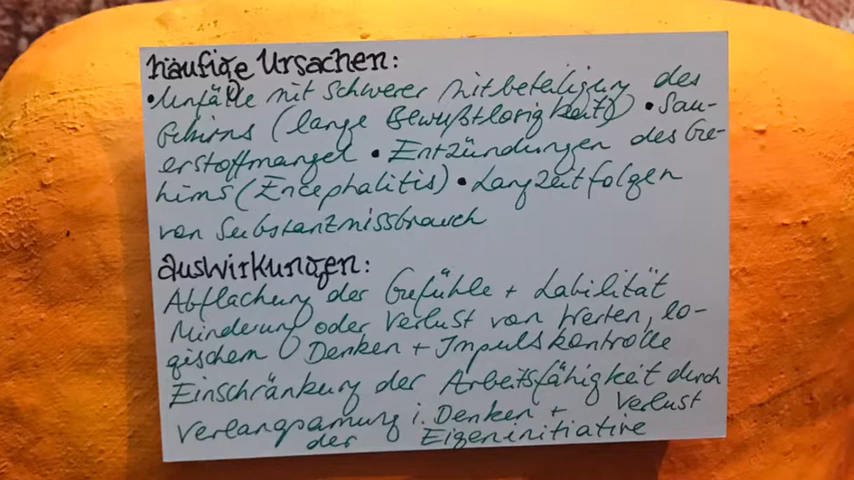 häufige Ursachen:
• Unfälle mit schwerer Mitbeteiligung des
Gehirns (lange Bewußtlosigkeit) • Sau-
erstoffmangel • Entzündungen des Ge-
hirns (Encephalitis) • Langzeitfolgen
von Substanzmissbrauch
auswirkungen:
Abflachung der Gefühle + Labilität
Minderung oder Verlust von Werten, lo-
gischem Denken + Impulskontrolle
Einschränkung der Arbeitsfähigkeit durch
Verlangsamung i. Denken + Verlust
der Eigeninitiative